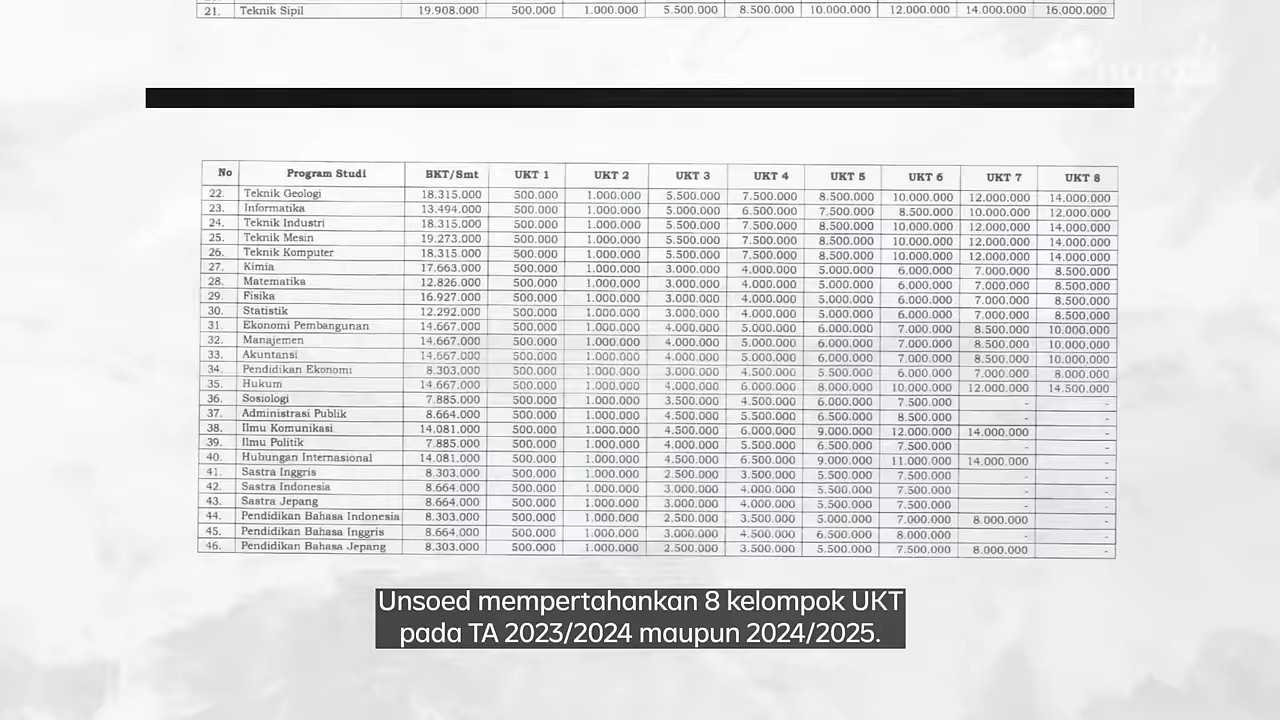 21. Teknik Sipil 19.908.000 500.000 1.000.000 5.500.000 8.500.000 10.000.000 12.000.000 14.000.000 16.000.000
No Program Studi BKT/Smt UKT 1 UKT 2 UKT 3 UKT 4 UKT 5 UKT 6 UKT 7 UKT 8
22. Teknik Geologi 18.315.000 500.000 1.000.000 5.500.000 7.500.000 8.500.000 10.000.000 12.000.000 14.000.000
23. Informatika 13.494.000 500.000 1.000.000 5.000.000 6.500.000 7.500.000 8.500.000 10.000.000 12.000.000
24. Teknik Industri 18.315.000 500.000 1.000.000 5.500.000 7.500.000 8.500.000 10.000.000 12.000.000 14.000.000
25. Teknik Mesin 19.273.000 500.000 1.000.000 5.500.000 7.500.000 8.500.000 10.000.000 12.000.000 14.000.000
26. Teknik Komputer 18.315.000 500.000 1.000.000 5.500.000 7.500.000 8.500.000 10.000.000 12.000.000 14.000.000
27. Kimia 17.663.000 500.000 1.000.000 3.000.000 4.000.000 5.000.000 6.000.000 7.000.000 8.500.000
28. Matematika 12.826.000 500.000 1.000.000 3.000.000 4.000.000 5.000.000 6.000.000 7.000.000 8.500.000
29. Fisika 16.927.000 500.000 1.000.000 3.000.000 4.000.000 5.000.000 6.000.000 7.000.000 8.500.000
30. Statistik 12.292.000 500.000 1.000.000 3.000.000 4.000.000 5.000.000 6.000.000 7.000.000 8.500.000
31. Ekonomi Pembangunan 14.667.000 500.000 1.000.000 4.000.000 5.000.000 6.000.000 7.000.000 8.500.000 10.000.000
32. Manajemen 14.667.000 500.000 1.000.000 4.000.000 5.000.000 6.000.000 7.000.000 8.500.000 10.000.000
33. Akuntansi 14.667.000 500.000 1.000.000 4.000.000 5.000.000 6.000.000 7.000.000 8.500.000 10.000.000
34. Pendidikan Ekonomi 8.303.000 500.000 1.000.000 3.000.000 4.500.000 5.500.000 6.000.000 7.000.000 8.000.000
35. Hukum 14.667.000 500.000 1.000.000 4.000.000 6.000.000 8.000.000 10.000.000 12.000.000 14.500.000
36. Sosiologi 7.885.000 500.000 1.000.000 3.500.000 4.500.000 6.000.000 7.500.000 - -
37. Administrasi Publik 8.664.000 500.000 1.000.000 4.500.000 5.500.000 6.500.000 8.500.000 - -
38. Ilmu Komunikasi 14.081.000 500.000 1.000.000 4.500.000 6.000.000 9.000.000 12.000.000 14.000.000 -
39. Ilmu Politik 7.885.000 500.000 1.000.000 4.000.000 5.500.000 6.500.000 7.500.000 - -
40. Hubungan Internasional 14.081.000 500.000 1.000.000 4.500.000 6.500.000 9.000.000 11.000.000 14.000.000 -
41. Sastra Inggris 8.303.000 500.000 1.000.000 2.500.000 3.500.000 5.500.000 7.500.000 - -
42. Sastra Indonesia 8.664.000 500.000 1.000.000 3.000.000 4.000.000 5.500.000 7.500.000 - -
43. Sastra Jepang 8.664.000 500.000 1.000.000 3.000.000 4.000.000 5.500.000 7.500.000 - -
44. Pendidikan Bahasa Indonesia 8.303.000 500.000 1.000.000 2.500.000 3.500.000 5.000.000 7.000.000 8.000.000 -
45. Pendidikan Bahasa Inggris 8.664.000 500.000 1.000.000 3.000.000 4.500.000 6.500.000 8.000.000 - -
46. Pendidikan Bahasa Jepang 8.303.000 500.000 1.000.000 2.500.000 3.500.000 5.500.000 7.500.000 8.000.000 -
Unsoed mempertahankan 8 kelompok UKT
pada TA 2023/2024 maupun 2024/2025.